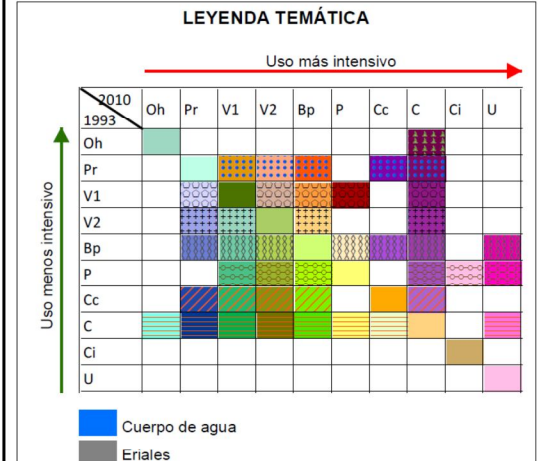 LEYENDA TEMÁTICA
Uso más intensivo
2010
1993
Oh Pr V1 V2 Bp P Cc C Ci U
Oh
Pr
V1
V2
Bp
P
Cc
C
Ci
U
Uso menos intensivo
Cuerpo de agua
Eriales